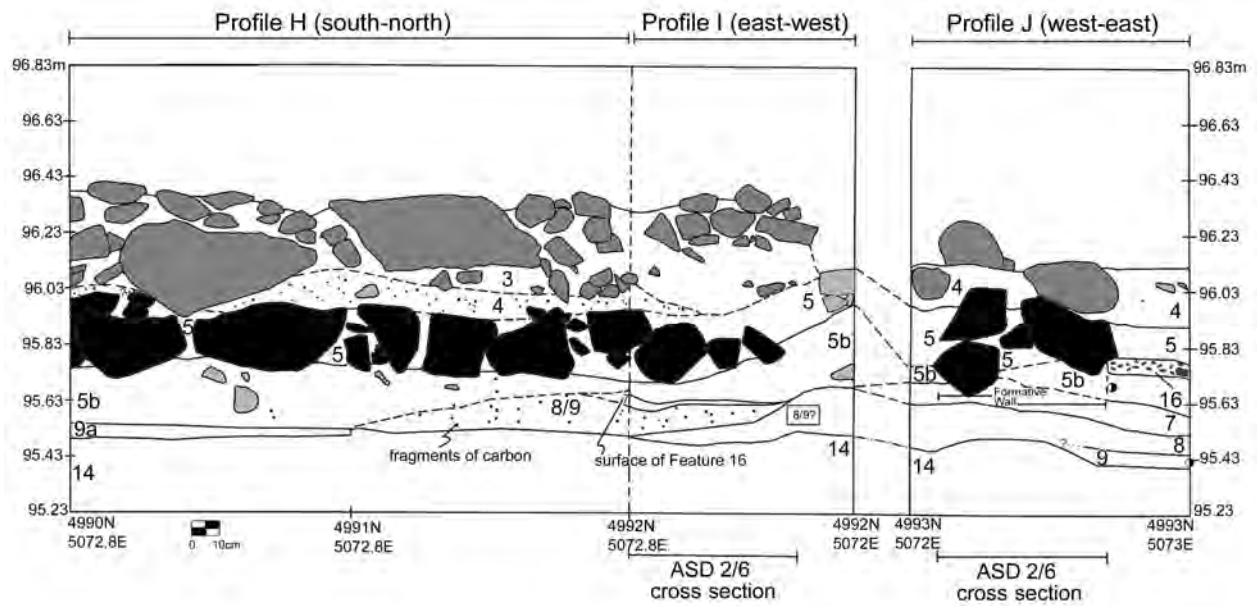 Profile H (south-north) Profile I (east-west) Profile J (west-east)
96.83m 96.83m
96.63 96.63
96.43 96.43
96.23 96.23
3
4 4
96.03 96.03
5 4
5 5 5 5 5
95.83 95.83
5b 5b 5b
16
Formative
Wall
5b 8/9 8/9? 95.63 95.63
7
9a 8
fragments of carbon surface of Feature 16
95.43 14 14 9 95.43
14
95.23 95.23
4990N 4991N 4992N 4992N 4993N 4993N
5072.8E 5072.8E 5072.8E 5072E 5072E 5073E
0 10cm
ASD 2/6 ASD 2/6
cross section cross section